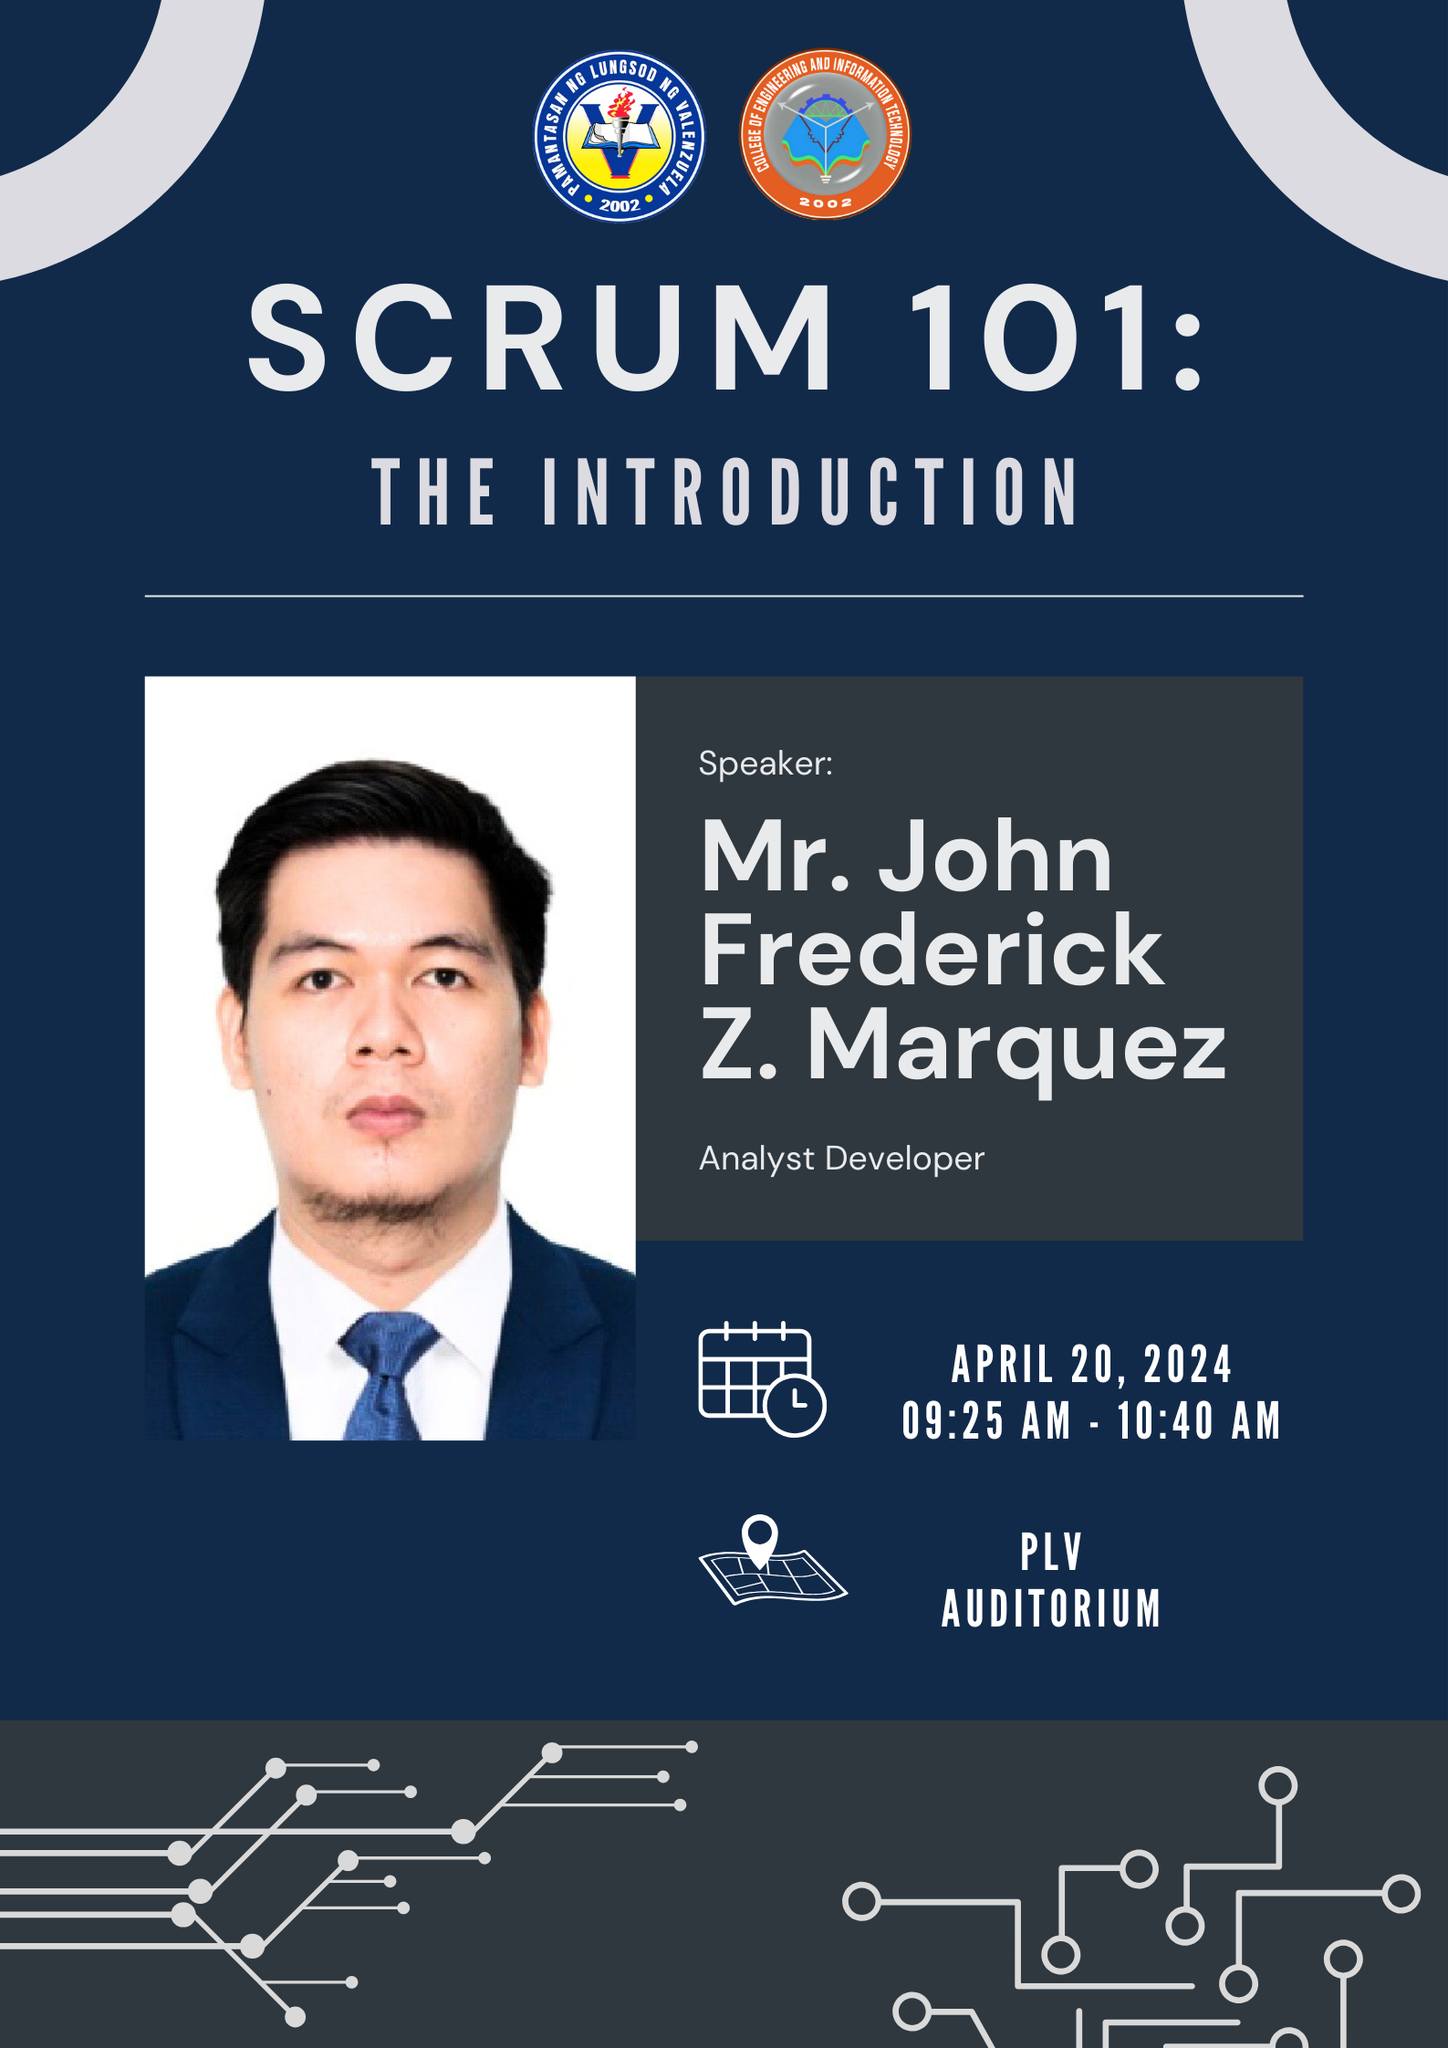 PAMANTASAN NG LUNGSOD NG VALENZUELA
2002
COLLEGE OF ENGINEERING AND INFORMATION TECHNOLOGY
2002
SCRUM 101:
THE INTRODUCTION
Speaker:
Mr. John
Frederick
Z. Marquez
Analyst Developer
APRIL 20, 2024
09:25 AM - 10:40 AM
PLV
AUDITORIUM